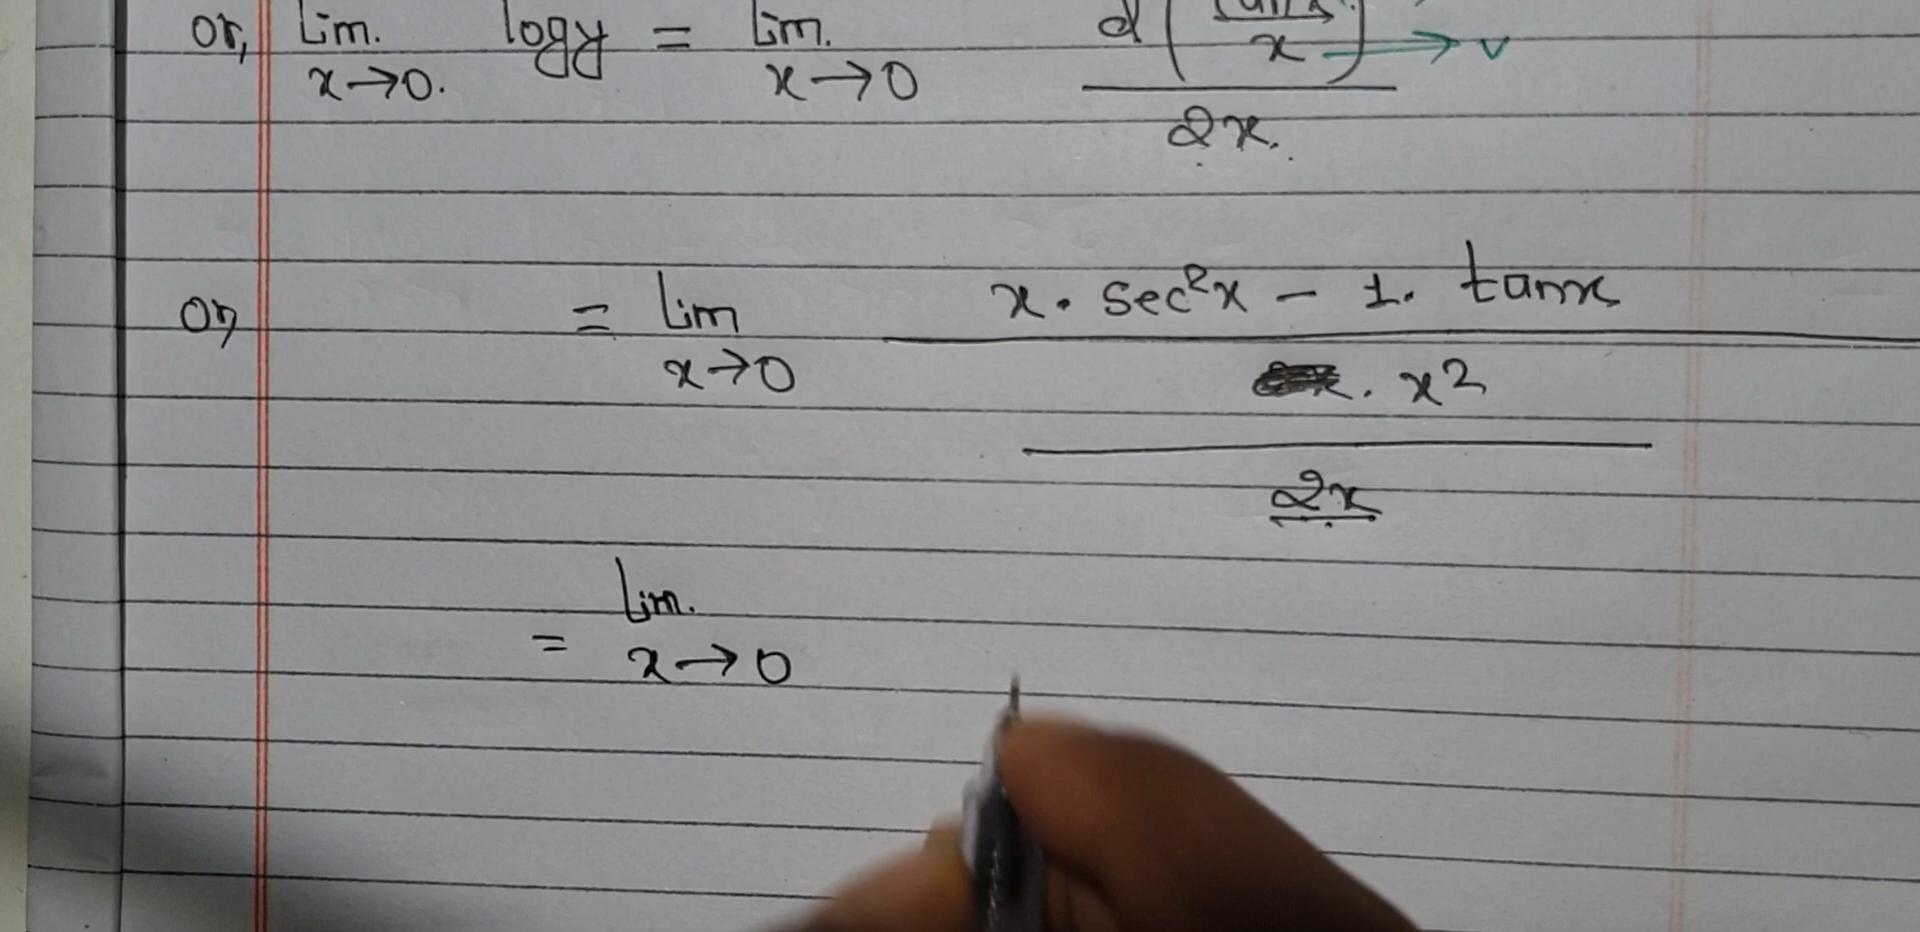 or, Lim. logy = Lim. d(tanx/x) → v
x→0. x→0 2x.
or = Lim x. sec²x - 1. tanx
x→0 . x²
2x
= Lim.
x→0